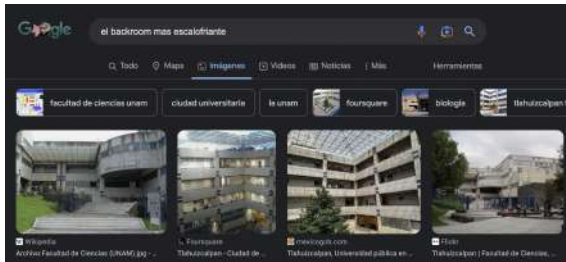 Google
el backroom mas escalofriante
Todo Maps Imágenes Videos Noticias Más Herramientas
facultad de ciencias unam ciudad universitaria la unam foursquare biologia tlahuizcalpan
Wikipedia Foursquare mexicogob.com Flickr
Archivo:Facultad de Ciencias (UNAM).jpg - ... Tlahuizcalpan - Ciudad de ... Tlahuizcalpan, Universidad pública en ... Tlahuizcalpan | Facultad de Ciencias, ...